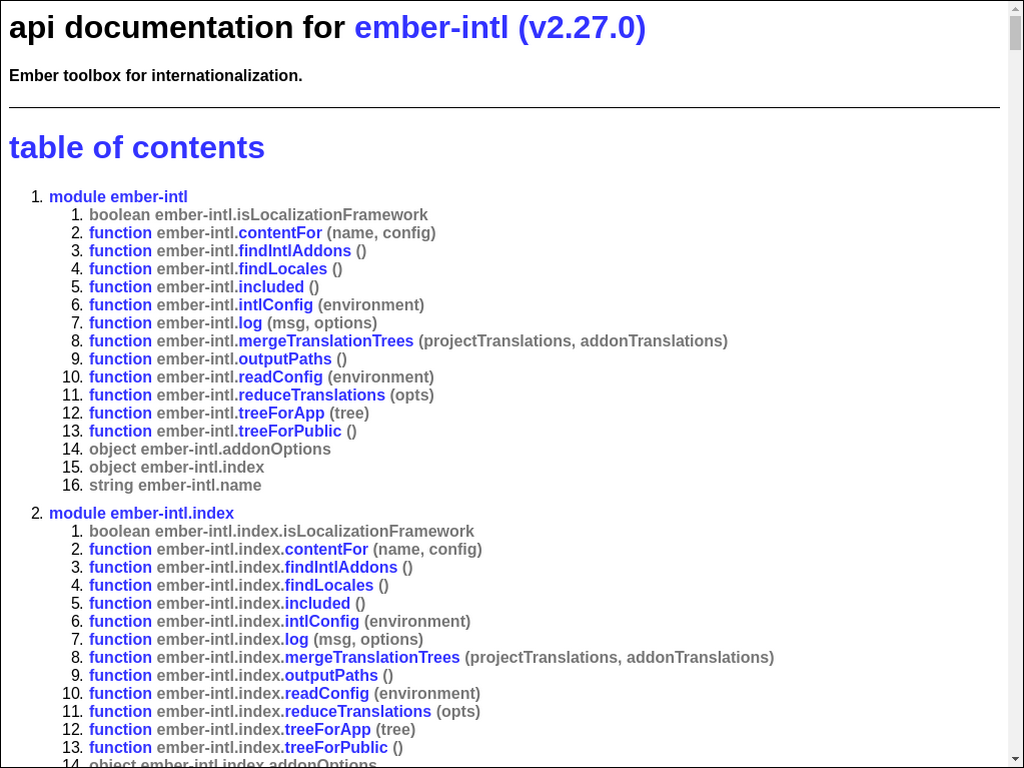 api documentation for ember-intl (v2.27.0)
Ember toolbox for internationalization.
table of contents
1. module ember-intl
1. boolean ember-intl.isLocalizationFramework
2. function ember-intl.contentFor (name, config)
3. function ember-intl.findIntlAddons ()
4. function ember-intl.findLocales ()
5. function ember-intl.included ()
6. function ember-intl.intlConfig (environment)
7. function ember-intl.log (msg, options)
8. function ember-intl.mergeTranslationTrees (projectTranslations, addonTranslations)
9. function ember-intl.outputPaths ()
10. function ember-intl.readConfig (environment)
11. function ember-intl.reduceTranslations (opts)
12. function ember-intl.treeForApp (tree)
13. function ember-intl.treeForPublic ()
14. object ember-intl.addonOptions
15. object ember-intl.index
16. string ember-intl.name
2. module ember-intl.index
1. boolean ember-intl.index.isLocalizationFramework
2. function ember-intl.index.contentFor (name, config)
3. function ember-intl.index.findIntlAddons ()
4. function ember-intl.index.findLocales ()
5. function ember-intl.index.included ()
6. function ember-intl.index.intlConfig (environment)
7. function ember-intl.index.log (msg, options)
8. function ember-intl.index.mergeTranslationTrees (projectTranslations, addonTranslations)
9. function ember-intl.index.outputPaths ()
10. function ember-intl.index.readConfig (environment)
11. function ember-intl.index.reduceTranslations (opts)
12. function ember-intl.index.treeForApp (tree)
13. function ember-intl.index.treeForPublic ()
14. object ember-intl.index.addonOptions